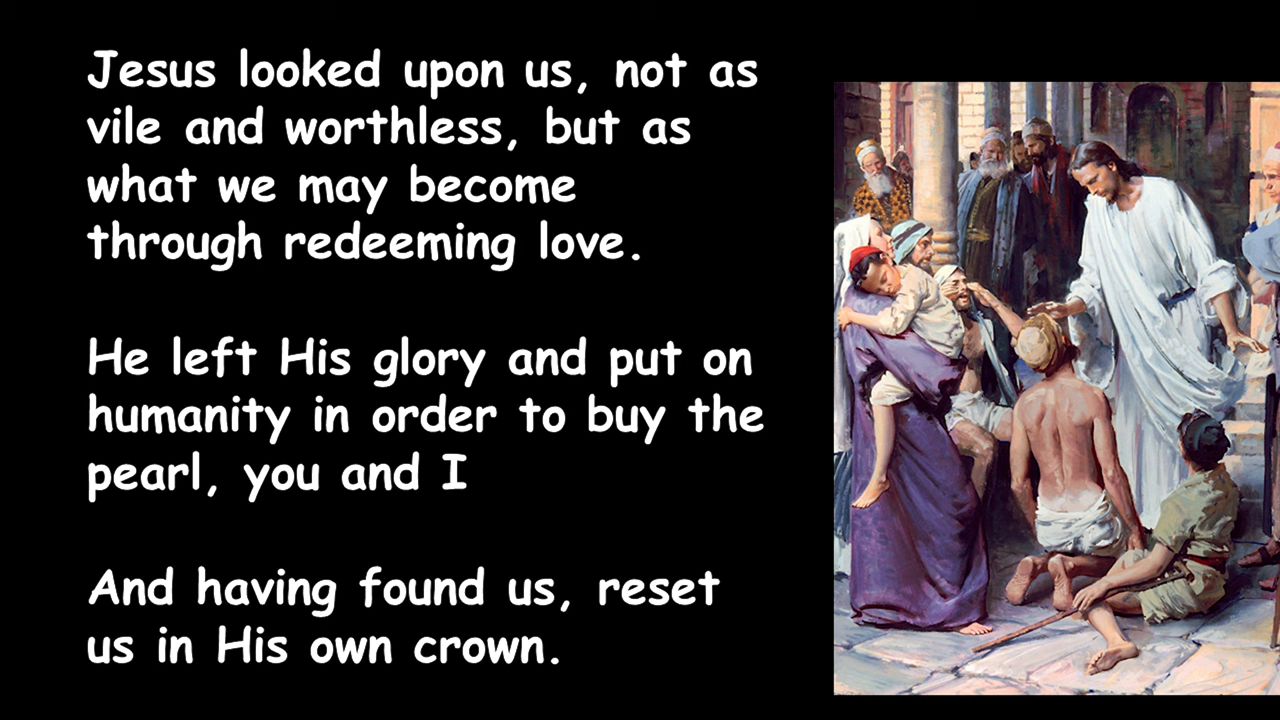 Jesus looked upon us, not as
vile and worthless, but as
what we may become
through redeeming love.
He left His glory and put on
humanity in order to buy the
pearl, you and I
And having found us, reset
us in His own crown.